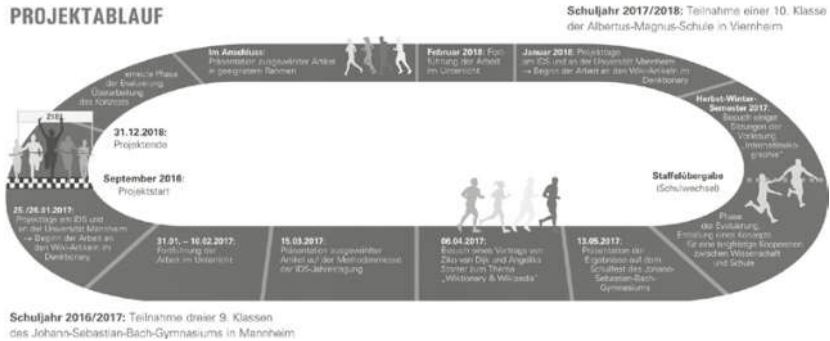 PROJEKTABLAUF
Schuljahr 2017/2018: Teilnahme einer 10. Klasse
der Albertus-Magnus-Schule in Viernheim
erneute Phase
der Evaluierung,
Überarbeitung
des Konzepts
Im Anschluss:
Präsentation ausgewählter Artikel
in geeignetem Rahmen
Februar 2018: Fort-
führung der Arbeit
im Unterricht
Januar 2018: Projekttage
am IDS und an der Universität Mannheim
→ Beginn der Arbeit an den Wiki-Artikeln im
Denktionary
Herbst-Winter-
Semester 2017:
Besuch einiger
Sitzungen der
Vorlesung
„Internetlexiko-
graphie“
ZIEL
31.12.2018:
Projektende
September 2016:
Projektstart
Staffelübergabe
(Schulwechsel)
25./26.01.2017:
Projekttage am IDS und
an der Universität Mannheim
→ Beginn der Arbeit an
den Wiki-Artikeln im
Denktionary
31.01. – 10.02.2017:
Fortführung der
Arbeit im Unterricht
15.03.2017:
Präsentation ausgewählter
Artikel auf der Methodenmesse
der IDS-Jahrestagung
06.04.2017:
Besuch eines Vortrags von
Ziko van Dijk und Angelika
Storrer zum Thema
„Wiktionary & Wikipedia“
13.05.2017:
Präsentation der
Ergebnisse auf dem
Schulfest des Johann-
Sebastian-Bach-
Gymnasiums
Phase
der Evaluierung,
Erstellung eines Konzepts
für eine langfristige Kooperation
zwischen Wissenschaft
und Schule
Schuljahr 2016/2017: Teilnahme dreier 9. Klassen
des Johann-Sebastian-Bach-Gymnasiums in Mannheim